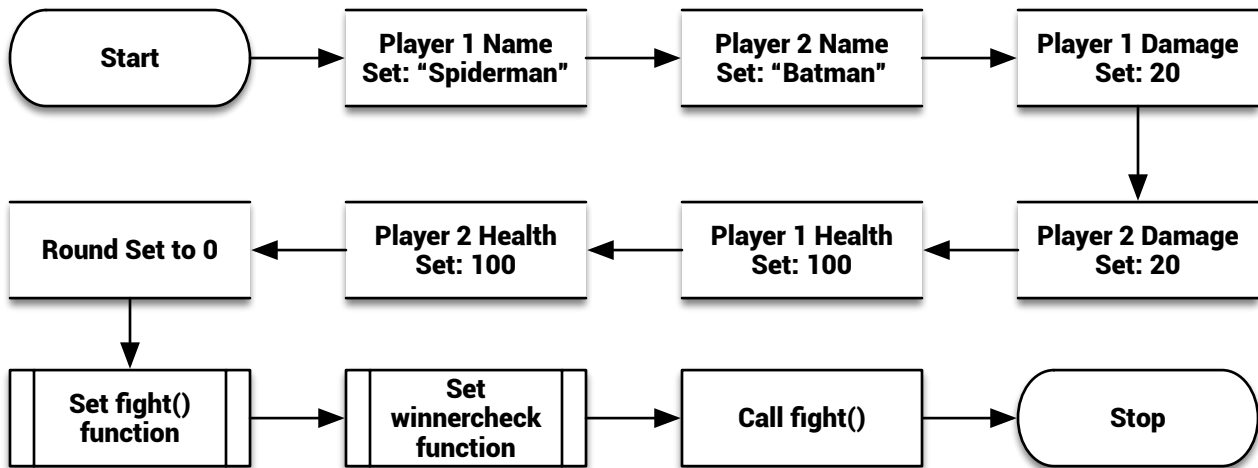 Start
Player 1 Name
Set: “Spiderman”
Player 2 Name
Set: “Batman”
Player 1 Damage
Set: 20
Round Set to 0
Player 2 Health
Set: 100
Player 1 Health
Set: 100
Player 2 Damage
Set: 20
Set fight()
function
Set
winnercheck
function
Call fight()
Stop